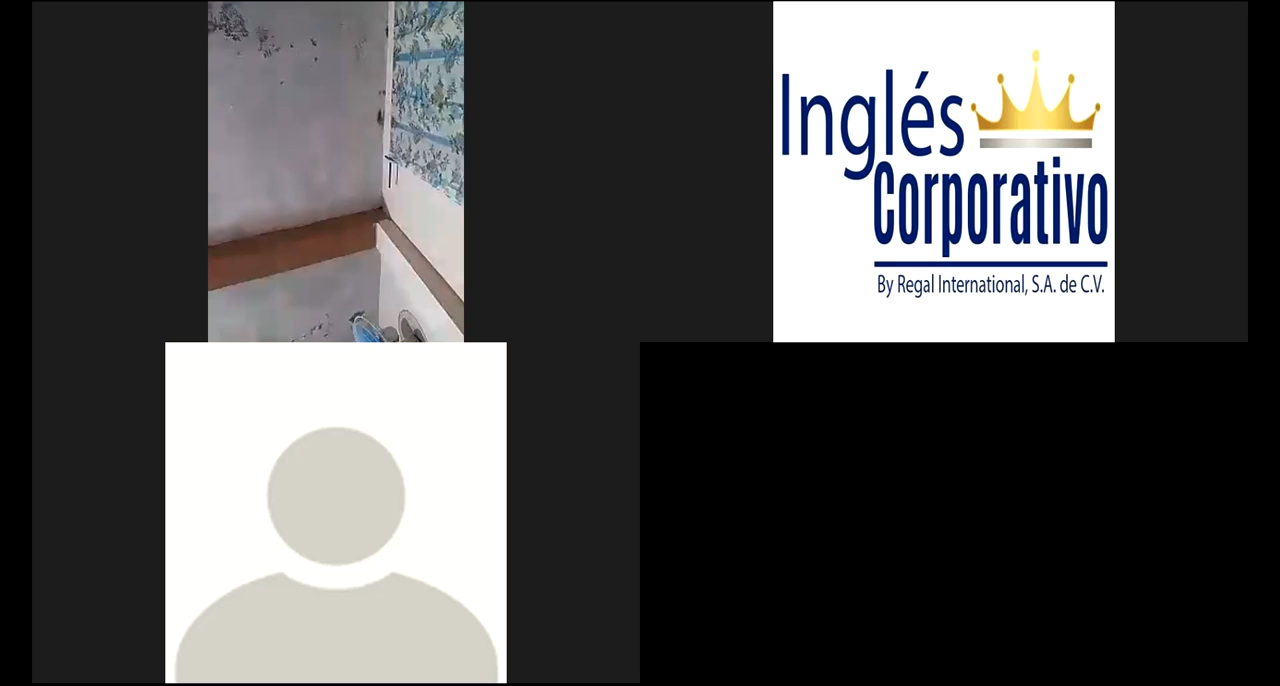 Inglés
Corporativo
By Regal International, S.A. de C.V.